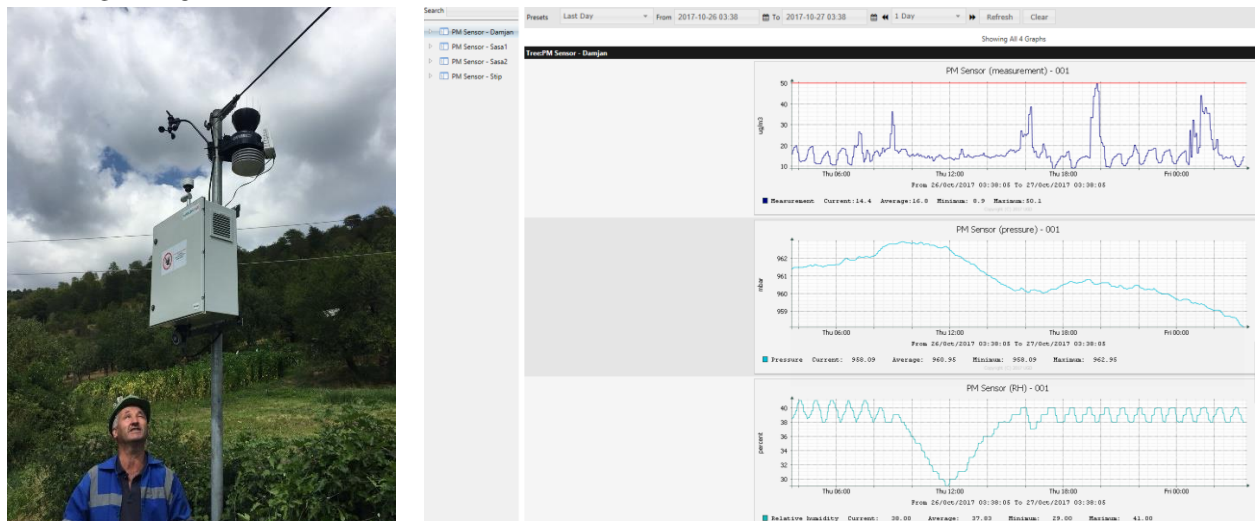 Search
PM Sensor - Damjan
PM Sensor - Sasa1
PM Sensor - Sasa2
PM Sensor - Stip
Presets Last Day From 2017-10-26 03:38 To 2017-10-27 03:38 1 Day Refresh Clear
Showing All 4 Graphs
Tree:PM Sensor - Damjan
PM Sensor (measurement) - 001
ug/m3
50
40
30
20
10
Thu 06:00 Thu 12:00 Thu 18:00 Fri 00:00
From 26/Oct/2017 03:38:05 To 27/Oct/2017 03:38:05
Measurement Current:14.4 Average:16.8 Minimum: 8.9 Maximum:50.1
PM Sensor (pressure) - 001
mbar
962
961
960
959
Thu 06:00 Thu 12:00 Thu 18:00 Fri 00:00
From 26/Oct/2017 03:38:05 To 27/Oct/2017 03:38:05
Pressure Current: 958.09 Average: 960.95 Minimum: 958.09 Maximum: 962.95
PM Sensor (RH) - 001
percent
40
38
36
34
32
30
Thu 06:00 Thu 12:00 Thu 18:00 Fri 00:00
From 26/Oct/2017 03:38:05 To 27/Oct/2017 03:38:05
Relative humidity Current: 38.00 Average: 37.83 Minimum: 29.00 Maximum: 41.00